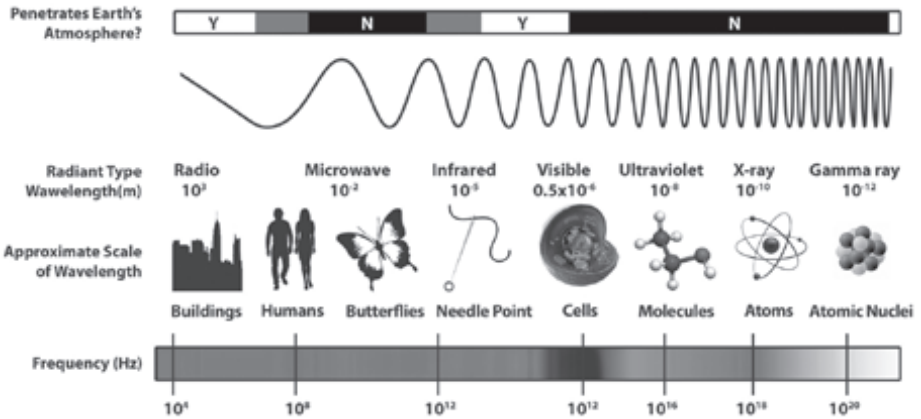 Penetrates Earth's
Atmosphere?
Y N Y N
Radiant Type
Wawelength(m)
Radio Microwave Infrared Visible Ultraviolet X-ray Gamma ray
10³ 10⁻² 10⁻⁵ 0.5x10⁻⁶ 10⁻⁸ 10⁻¹⁰ 10⁻¹²
Approximate Scale
of Wavelength
Buildings Humans Butterflies Needle Point Cells Molecules Atoms Atomic Nuclei
Frequency (Hz)
10⁴ 10⁸ 10¹² 10¹² 10¹⁶ 10¹⁸ 10²⁰